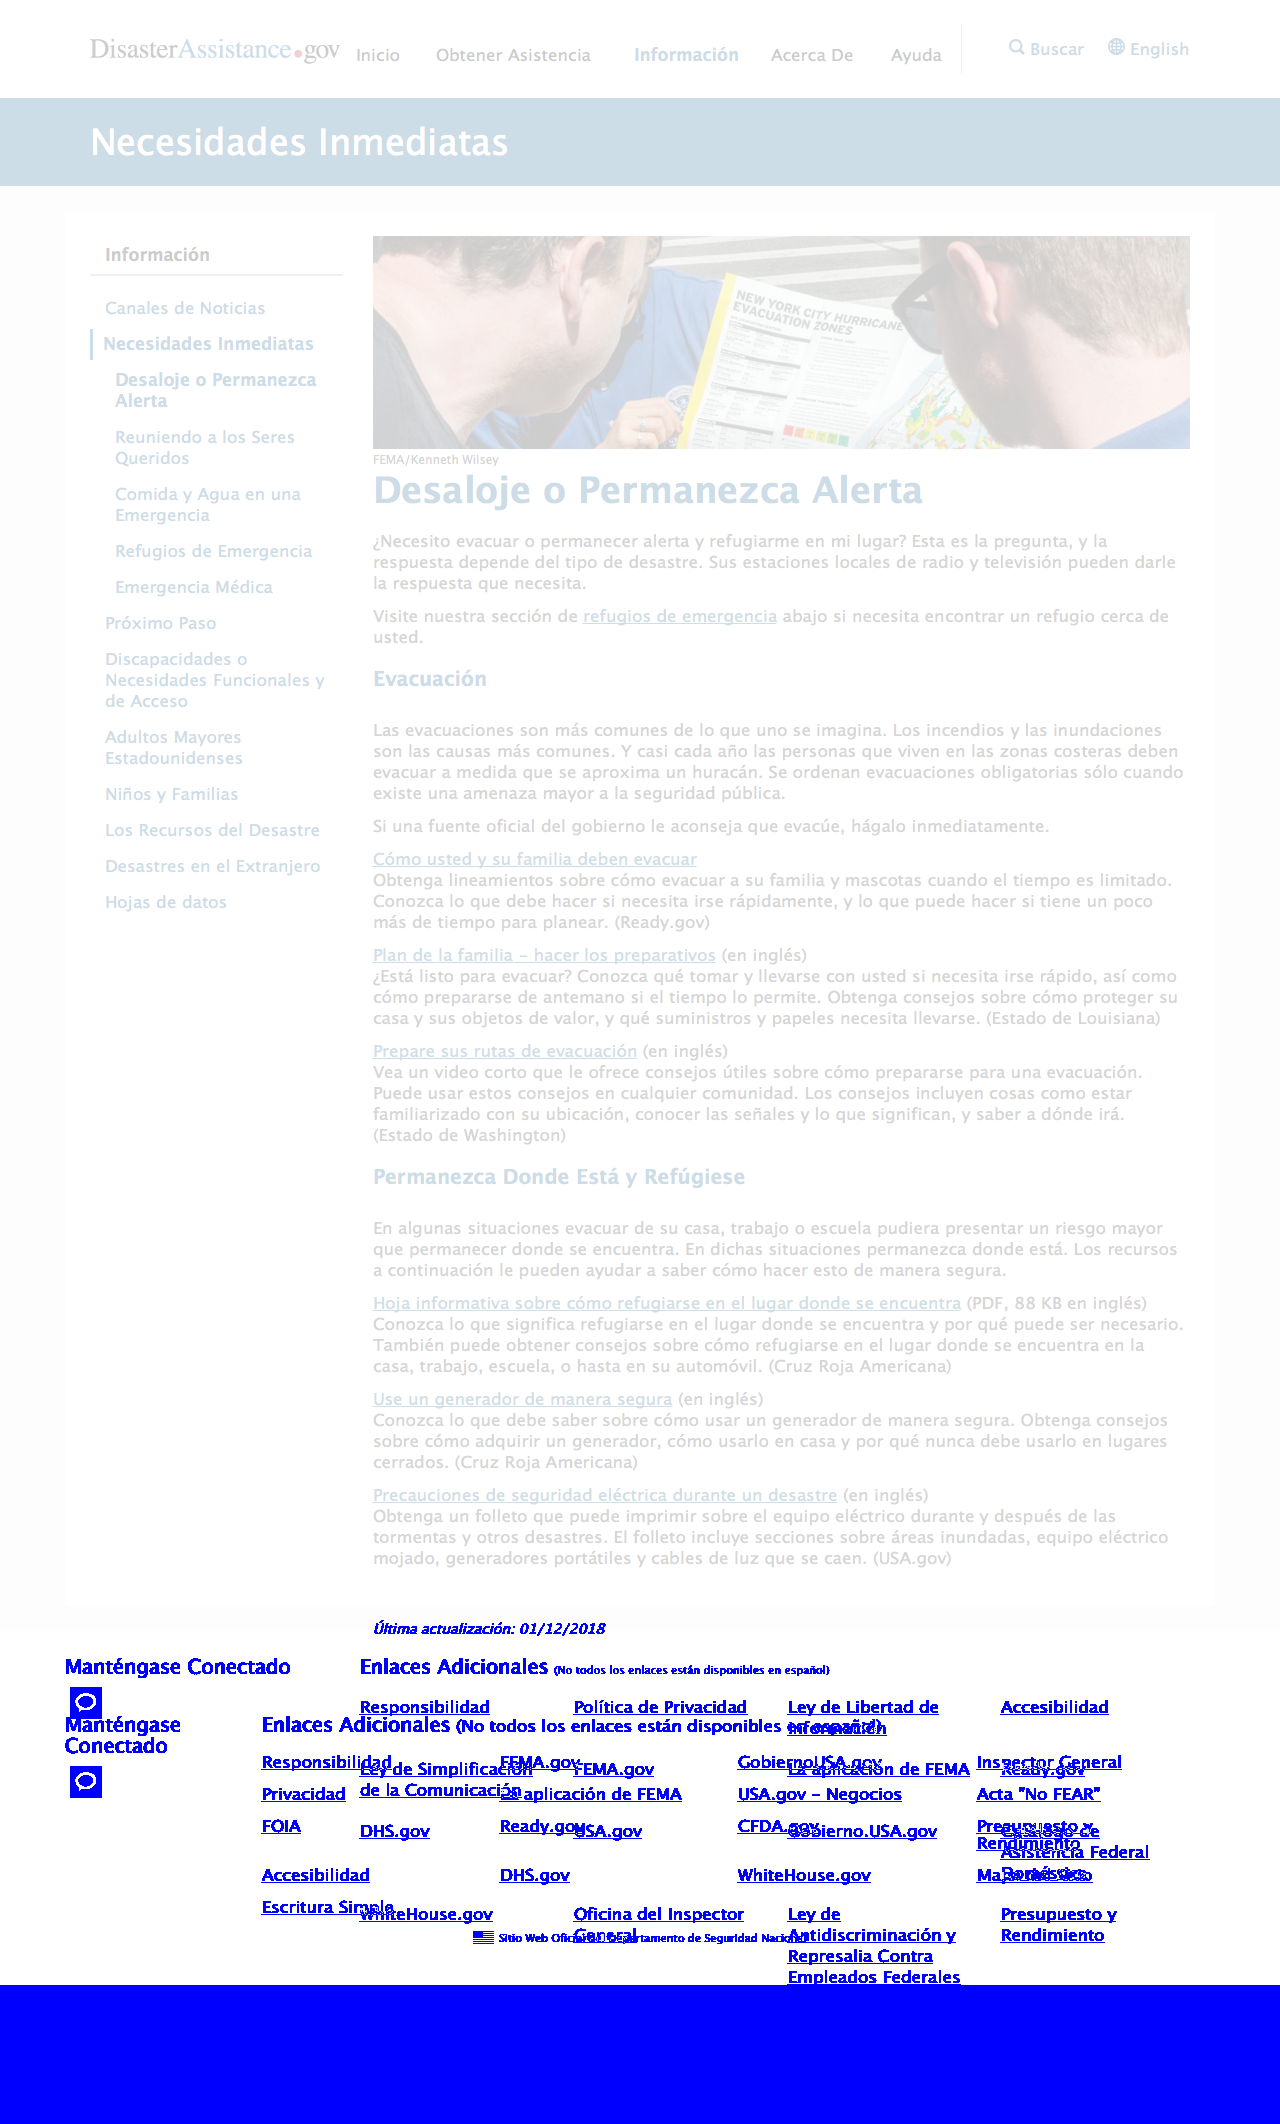 DisasterAssistance.gov
Inicio
Obtener Asistencia
Información
Acerca De
Ayuda
Buscar
English
Necesidades Inmediatas
Información
Canales de Noticias
Necesidades Inmediatas
Desaloje o Permanezca
Alerta
Reuniendo a los Seres
Queridos
Comida y Agua en una
Emergencia
Refugios de Emergencia
Emergencia Médica
Próximo Paso
Discapacidades o
Necesidades Funcionales y
de Acceso
Adultos Mayores
Estadounidenses
Niños y Familias
Los Recursos del Desastre
Desastres en el Extranjero
Hojas de datos
NEW YORK CITY HURRICANE
EVACUATION ZONES
FEMA/Kenneth Wilsey
Desaloje o Permanezca Alerta
¿Necesito evacuar o permanecer alerta y refugiarme en mi lugar? Esta es la pregunta, y la
respuesta depende del tipo de desastre. Sus estaciones locales de radio y televisión pueden darle
la respuesta que necesita.
Visite nuestra sección de refugios de emergencia abajo si necesita encontrar un refugio cerca de
usted.
Evacuación
Las evacuaciones son más comunes de lo que uno se imagina. Los incendios y las inundaciones
son las causas más comunes. Y casi cada año las personas que viven en las zonas costeras deben
evacuar a medida que se aproxima un huracán. Se ordenan evacuaciones obligatorias sólo cuando
existe una amenaza mayor a la seguridad pública.
Si una fuente oficial del gobierno le aconseja que evacúe, hágalo inmediatamente.
Cómo usted y su familia deben evacuar
Obtenga lineamientos sobre cómo evacuar a su familia y mascotas cuando el tiempo es limitado.
Conozca lo que debe hacer si necesita irse rápidamente, y lo que puede hacer si tiene un poco
más de tiempo para planear. (Ready.gov)
Plan de la familia - hacer los preparativos (en inglés)
¿Está listo para evacuar? Conozca qué tomar y llevarse con usted si necesita irse rápido, así como
cómo prepararse de antemano si el tiempo lo permite. Obtenga consejos sobre cómo proteger su
casa y sus objetos de valor, y qué suministros y papeles necesita llevarse. (Estado de Louisiana)
Prepare sus rutas de evacuación (en inglés)
Vea un video corto que le ofrece consejos útiles sobre cómo prepararse para una evacuación.
Puede usar estos consejos en cualquier comunidad. Los consejos incluyen cosas como estar
familiarizado con su ubicación, conocer las señales y lo que significan, y saber a dónde irá.
(Estado de Washington)
Permanezca Donde Está y Refúgiese
En algunas situaciones evacuar de su casa, trabajo o escuela pudiera presentar un riesgo mayor
que permanecer donde se encuentra. En dichas situaciones permanezca donde está. Los recursos
a continuación le pueden ayudar a saber cómo hacer esto de manera segura.
Hoja informativa sobre cómo refugiarse en el lugar donde se encuentra (PDF, 88 KB en inglés)
Conozca lo que significa refugiarse en el lugar donde se encuentra y por qué puede ser necesario.
También puede obtener consejos sobre cómo refugiarse en el lugar donde se encuentra en la
casa, trabajo, escuela, o hasta en su automóvil. (Cruz Roja Americana)
Use un generador de manera segura (en inglés)
Conozca lo que debe saber sobre cómo usar un generador de manera segura. Obtenga consejos
sobre cómo adquirir un generador, cómo usarlo en casa y por qué nunca debe usarlo en lugares
cerrados. (Cruz Roja Americana)
Precauciones de seguridad eléctrica durante un desastre (en inglés)
Obtenga un folleto que puede imprimir sobre el equipo eléctrico durante y después de las
tormentas y otros desastres. El folleto incluye secciones sobre áreas inundadas, equipo eléctrico
mojado, generadores portátiles y cables de luz que se caen. (USA.gov)
Última actualización: 01/12/2018
Manténgase Conectado
Enlaces Adicionales (No todos los enlaces están disponibles en español)
Responsibilidad
Política de Privacidad
Ley de Libertad de
Información
Accesibilidad
Ley de Simplificación
de la Comunicación
FEMA.gov
La aplicación de FEMA
Ready.gov
DHS.gov
USA.gov
Gobierno.USA.gov
Catálogo de
Asistencia Federal
Doméstica
WhiteHouse.gov
Oficina del Inspector
General
Ley de
Antidiscriminación y
Represalia Contra
Empleados Federales
Presupuesto y
Rendimiento
Manténgase
Conectado
Enlaces Adicionales (No todos los enlaces están disponibles en español)
Responsibilidad
FEMA.gov
GobiernoUSA.gov
Inspector General
Privacidad
La aplicación de FEMA
USA.gov - Negocios
Acta "No FEAR"
FOIA
Ready.gov
CFDA.gov
Presupuesto y
Rendimiento
Accesibilidad
DHS.gov
WhiteHouse.gov
Escritura Simple
Sitio Web Oficial del Departamento de Seguridad Nacional